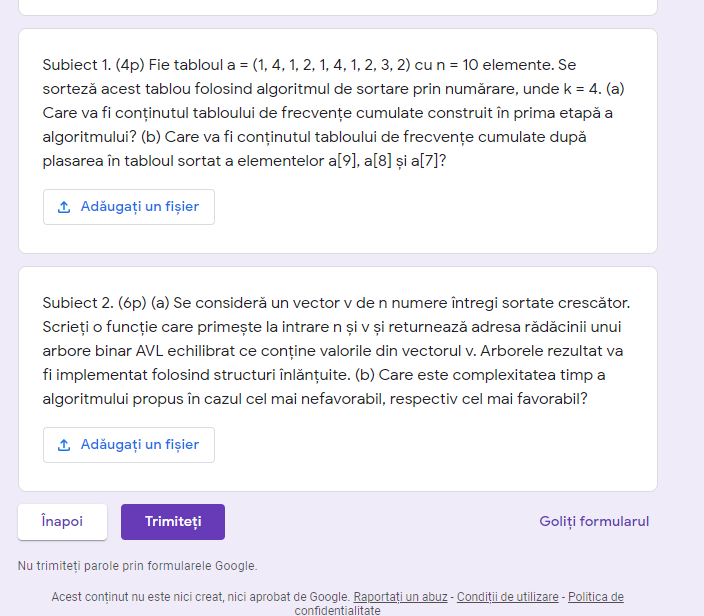 Subiect 1. (4p) Fie tabloul a = (1, 4, 1, 2, 1, 4, 1, 2, 3, 2) cu n = 10 elemente. Se
sorteză acest tablou folosind algoritmul de sortare prin numărare, unde k = 4. (a)
Care va fi conținutul tabloului de frecvențe cumulate construit în prima etapă a
algoritmului? (b) Care va fi conținutul tabloului de frecvențe cumulate după
plasarea în tabloul sortat a elementelor a[9], a[8] și a[7]?
Adăugați un fișier
Subiect 2. (6p) (a) Se consideră un vector v de n numere întregi sortate crescător.
Scrieți o funcție care primește la intrare n și v și returnează adresa rădăcinii unui
arbore binar AVL echilibrat ce conține valorile din vectorul v. Arborele rezultat va
fi implementat folosind structuri înlănțuite. (b) Care este complexitatea timp a
algoritmului propus în cazul cel mai nefavorabil, respectiv cel mai favorabil?
Adăugați un fișier
Înapoi Trimiteți Goliți formularul
Nu trimiteți parole prin formularele Google.
Acest conținut nu este nici creat, nici aprobat de Google. Raportați un abuz - Condiții de utilizare - Politica de
confidentialitate